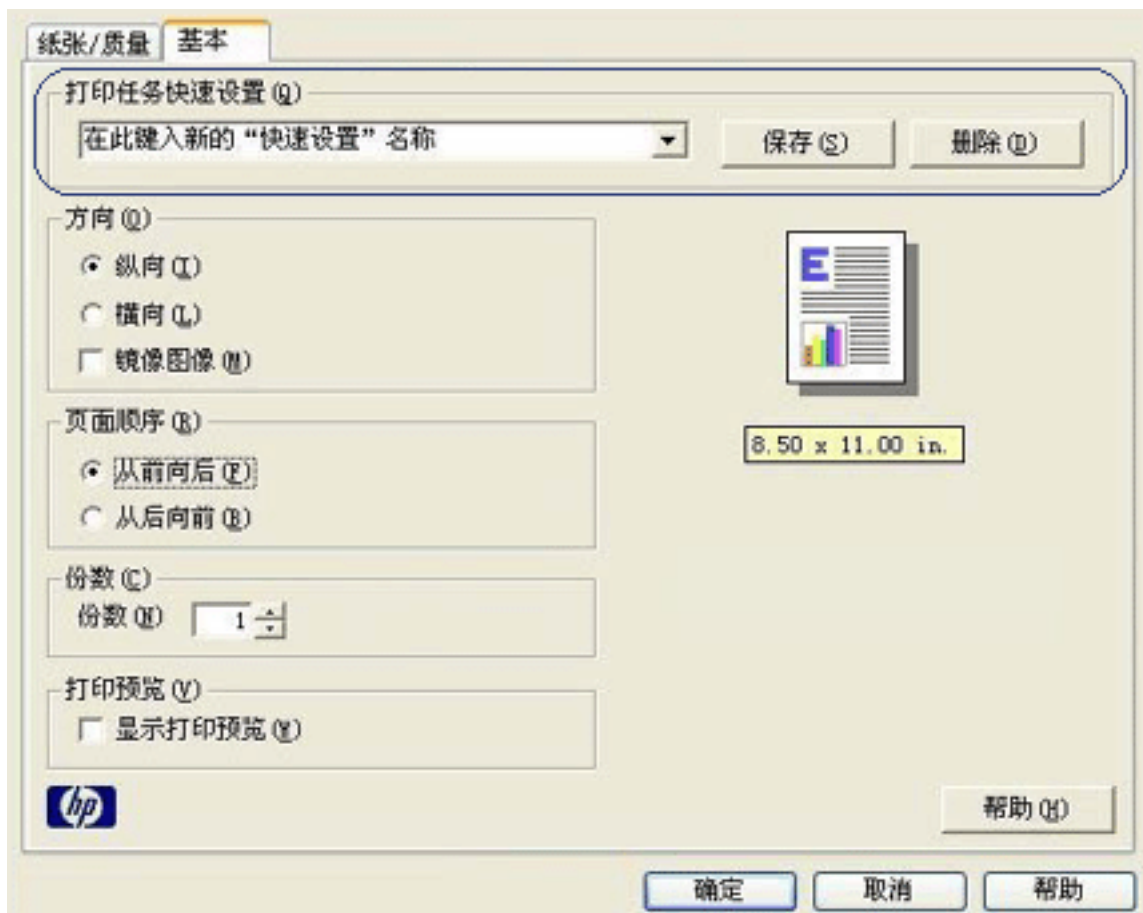 纸张/质量 基本
打印任务快速设置(Q)
在此键入新的“快速设置”名称 保存(S) 删除(D)
方向(O)
纵向(T)
横向(L)
镜像图像(M)
E
8.50 x 11.00 in.
页面顺序(R)
从前向后(F)
从后向前(B)
份数(C)
份数(N) 1
打印预览(V)
显示打印预览(Y)
hp
帮助(H)
确定 取消 帮助